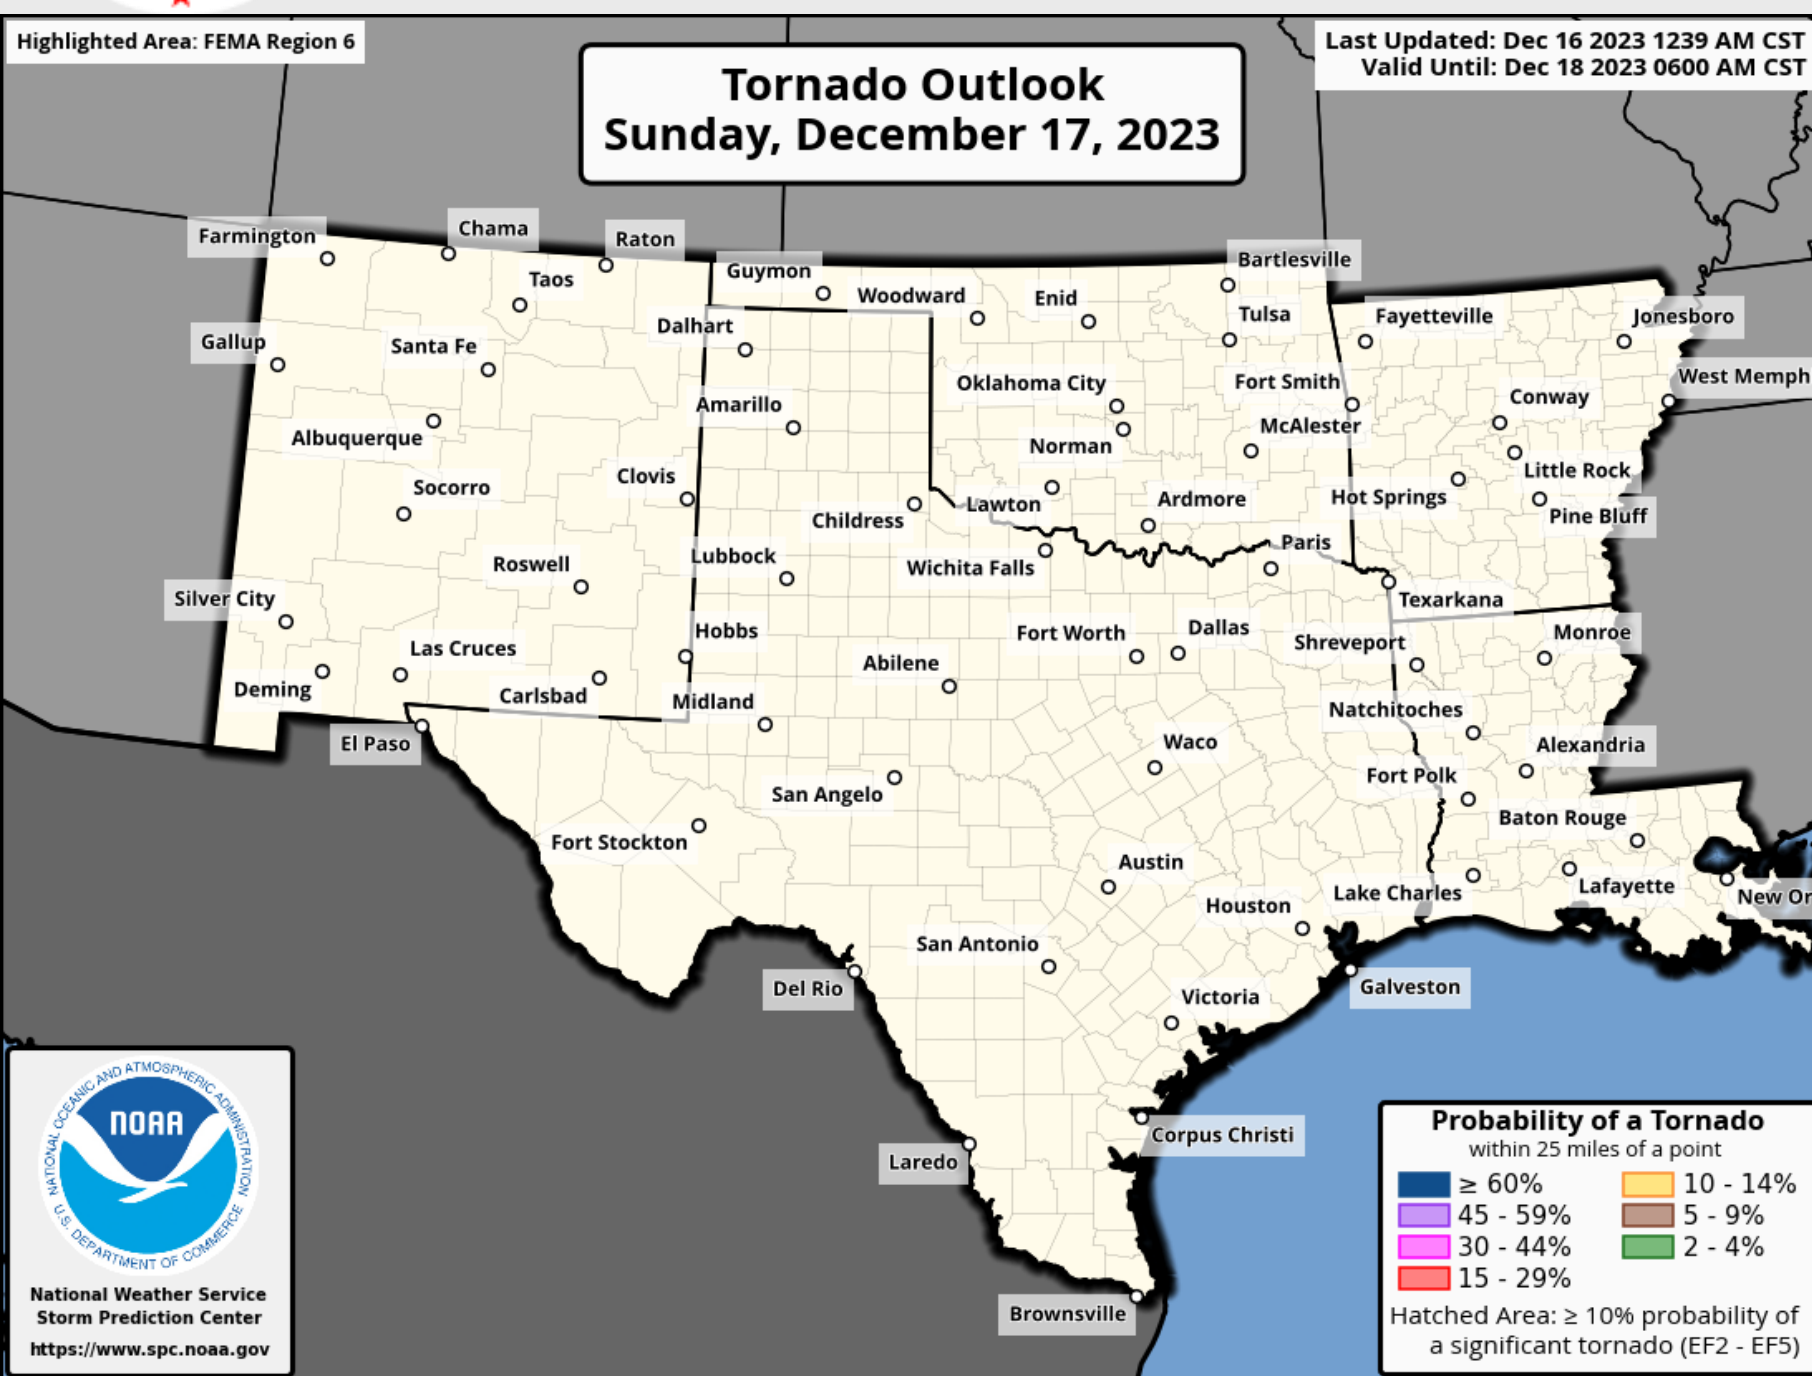 Highlighted Area: FEMA Region 6
Last Updated: Dec 16 2023 1239 AM CST
Valid Until: Dec 18 2023 0600 AM CST
Tornado Outlook
Sunday, December 17, 2023
Farmington
Chama
Raton
Taos
Guymon
Woodward
Enid
Bartlesville
Tulsa
Fayetteville
Jonesboro
Gallup
Santa Fe
Dalhart
Oklahoma City
Fort Smith
West Memph
Conway
Amarillo
Albuquerque
Norman
McAlester
Little Rock
Socorro
Clovis
Childress
Lawton
Ardmore
Hot Springs
Pine Bluff
Roswell
Lubbock
Wichita Falls
Paris
Silver City
Texarkana
Las Cruces
Hobbs
Fort Worth
Dallas
Shreveport
Monroe
Deming
Carlsbad
Midland
Abilene
Natchitoches
El Paso
Waco
Alexandria
San Angelo
Fort Polk
Fort Stockton
Baton Rouge
Austin
Lake Charles
Lafayette
New Or
Houston
San Antonio
Del Rio
Victoria
Galveston
Corpus Christi
Laredo
Brownsville
NATIONAL OCEANIC AND ATMOSPHERIC ADMINISTRATION
NOAA
U.S. DEPARTMENT OF COMMERCE
National Weather Service
Storm Prediction Center
https://www.spc.noaa.gov
Probability of a Tornado
within 25 miles of a point
≥ 60%
10 - 14%
45 - 59%
5 - 9%
30 - 44%
2 - 4%
15 - 29%
Hatched Area: ≥ 10% probability of
a significant tornado (EF2 - EF5)